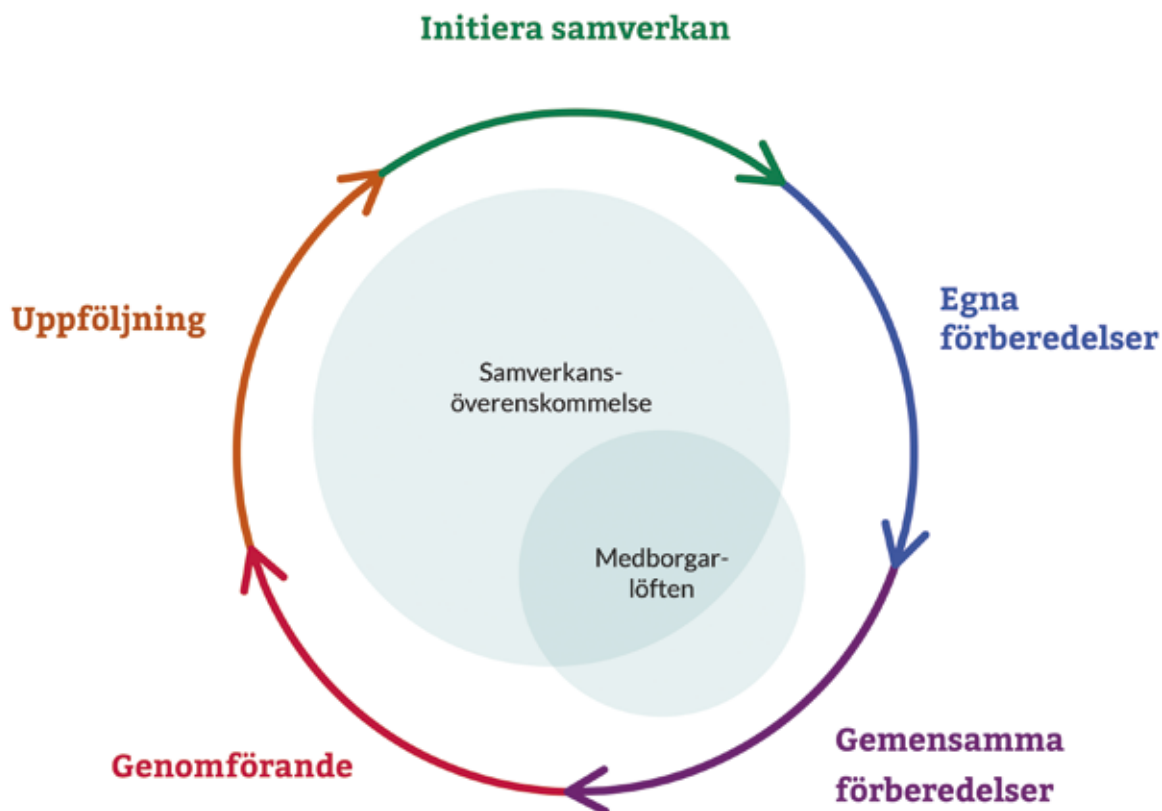 Initiera samverkan
Egna
förberedelser
Uppföljning
Samverkans-
överenskommelse
Medborgar-
löften
Gemensamma
förberedelser
Genomförande